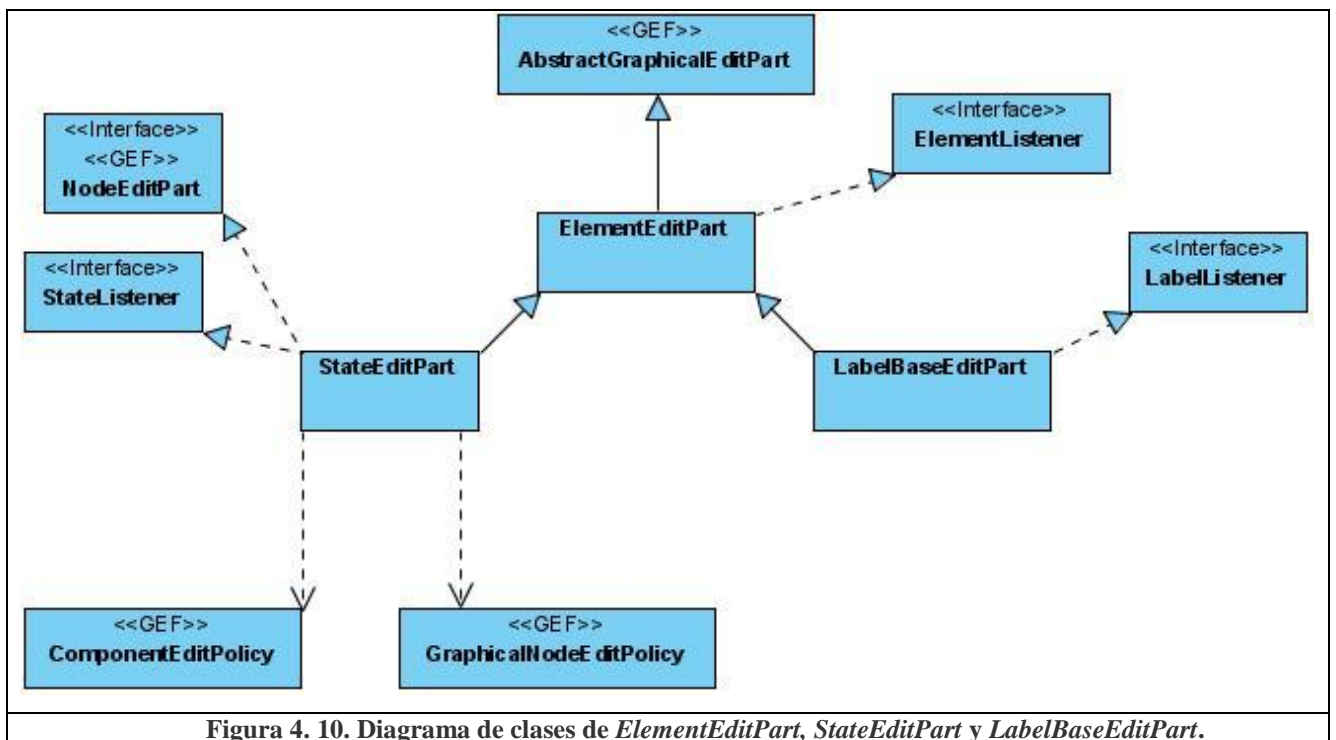 <<GEF>>
AbstractGraphicalEditPart
<<Interface>>
ElementListener
<<Interface>>
<<GEF>>
NodeEditPart
ElementEditPart
<<Interface>>
LabelListener
<<Interface>>
StateListener
StateEditPart
LabelBaseEditPart
<<GEF>>
ComponentEditPolicy
<<GEF>>
GraphicalNodeEditPolicy
Figura 4. 10. Diagrama de clases de ElementEditPart, StateEditPart y LabelBaseEditPart.